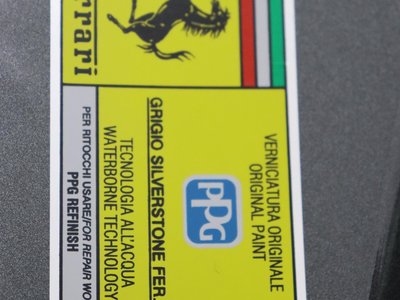 VERNICIATURA ORIGINALE
ORIGINAL PAINT
PPG
GRIGIO SILVERSTONE FER.
TECNOLOGIA ALL'ACQUA
WATERBORNE TECHNOLOGY
PER RITOCCHI USARE/FOR REPAIR WO
PPG REFINISH
rrari